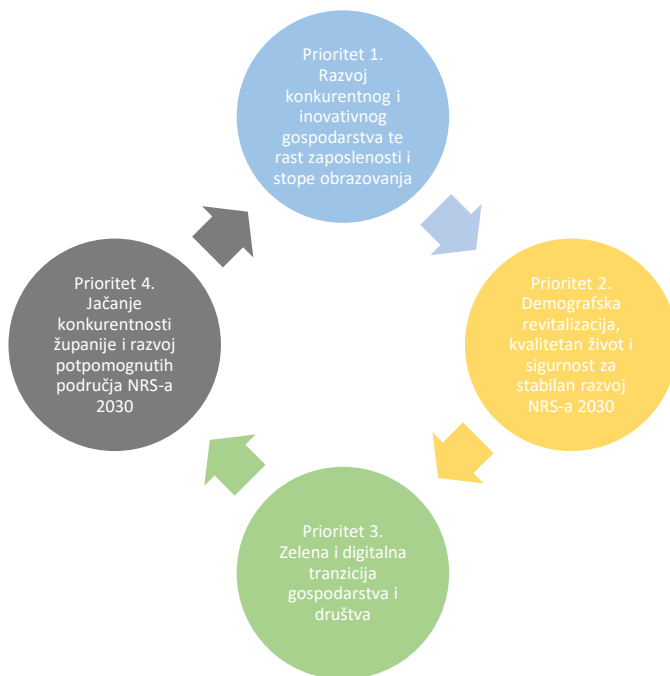 Prioritet 1.
Razvoj
konkurentnog i
inovativnog
gospodarstva te
rast zaposlenosti i
stope obrazovanja
Prioritet 2.
Demografska
revitalizacija,
kvalitetan život i
sigurnost za
stabilan razvoj
NRS-a 2030
Prioritet 3.
Zelena i digitalna
tranzicija
gospodarstva i
društva
Prioritet 4.
Jačanje
konkurentnosti
županije i razvoj
potpomognutih
područja NRS-a
2030